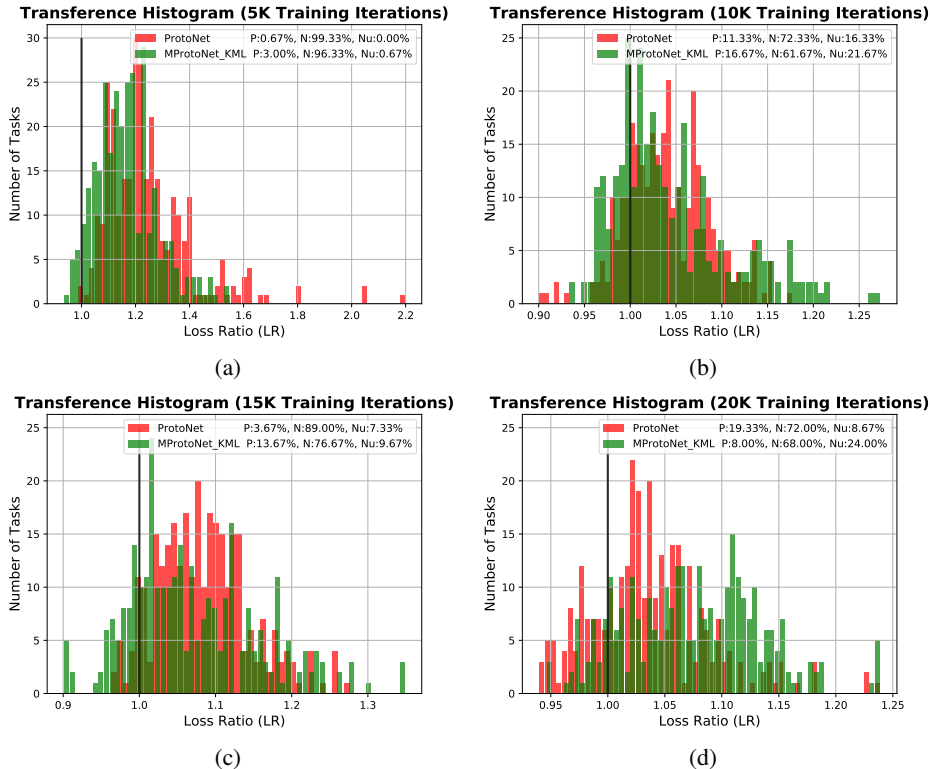 Transference Histogram (5K Training Iterations)
ProtoNet P:0.67%, N:99.33%, Nu:0.00%
MProtoNet_KML P:3.00%, N:96.33%, Nu:0.67%
Number of Tasks
30
25
20
15
10
5
0
1.0 1.2 1.4 1.6 1.8 2.0 2.2
Loss Ratio (LR)
(a)
Transference Histogram (10K Training Iterations)
ProtoNet P:11.33%, N:72.33%, Nu:16.33%
MProtoNet_KML P:16.67%, N:61.67%, Nu:21.67%
Number of Tasks
25
20
15
10
5
0
0.90 0.95 1.00 1.05 1.10 1.15 1.20 1.25
Loss Ratio (LR)
(b)
Transference Histogram (15K Training Iterations)
ProtoNet P:3.67%, N:89.00%, Nu:7.33%
MProtoNet_KML P:13.67%, N:76.67%, Nu:9.67%
Number of Tasks
25
20
15
10
5
0
0.9 1.0 1.1 1.2 1.3
Loss Ratio (LR)
(c)
Transference Histogram (20K Training Iterations)
ProtoNet P:19.33%, N:72.00%, Nu:8.67%
MProtoNet_KML P:8.00%, N:68.00%, Nu:24.00%
Number of Tasks
25
20
15
10
5
0
0.95 1.00 1.05 1.10 1.15 1.20 1.25
Loss Ratio (LR)
(d)